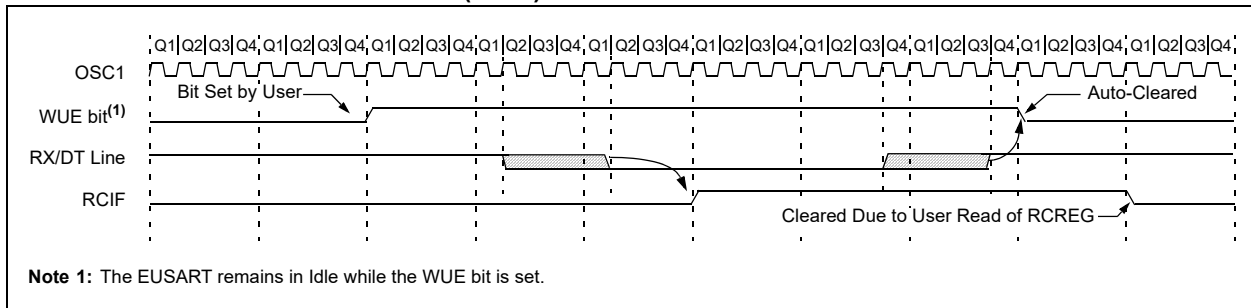 Q1 Q2 Q3 Q4 Q1 Q2 Q3 Q4 Q1 Q2 Q3 Q4 Q1 Q2 Q3 Q4 Q1 Q2 Q3 Q4 Q1 Q2 Q3 Q4 Q1 Q2 Q3 Q4 Q1 Q2 Q3 Q4 Q1 Q2 Q3 Q4 Q1 Q2 Q3 Q4
OSC1
Bit Set by User
Auto-Cleared
WUE bit(1)
RX/DT Line
RCIF
Cleared Due to User Read of RCREG
Note 1: The EUSART remains in Idle while the WUE bit is set.